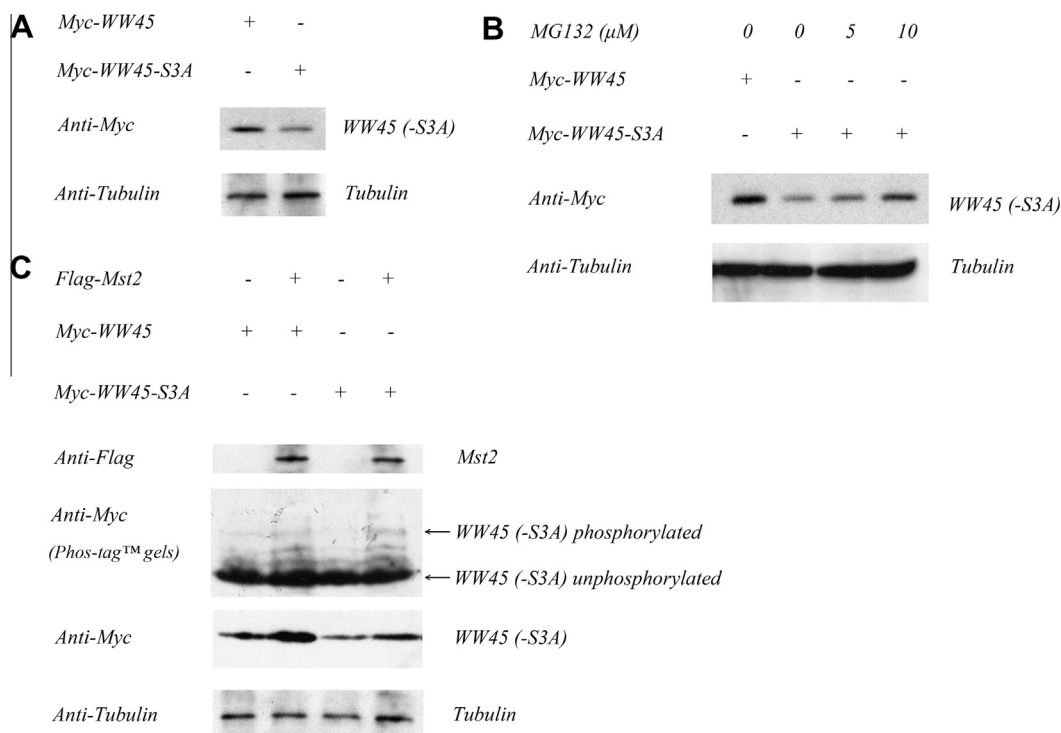 A
Myc-WW45 + -
Myc-WW45-S3A - +
Anti-Myc WW45 (-S3A)
Anti-Tubulin Tubulin
B
MG132 (µM) 0 0 5 10
Myc-WW45 + - - -
Myc-WW45-S3A - + + +
Anti-Myc WW45 (-S3A)
Anti-Tubulin Tubulin
C
Flag-Mst2 - + - +
Myc-WW45 + + - -
Myc-WW45-S3A - - + +
Anti-Flag Mst2
Anti-Myc
(Phos-tag™ gels)
WW45 (-S3A) phosphorylated
WW45 (-S3A) unphosphorylated
Anti-Myc WW45 (-S3A)
Anti-Tubulin Tubulin